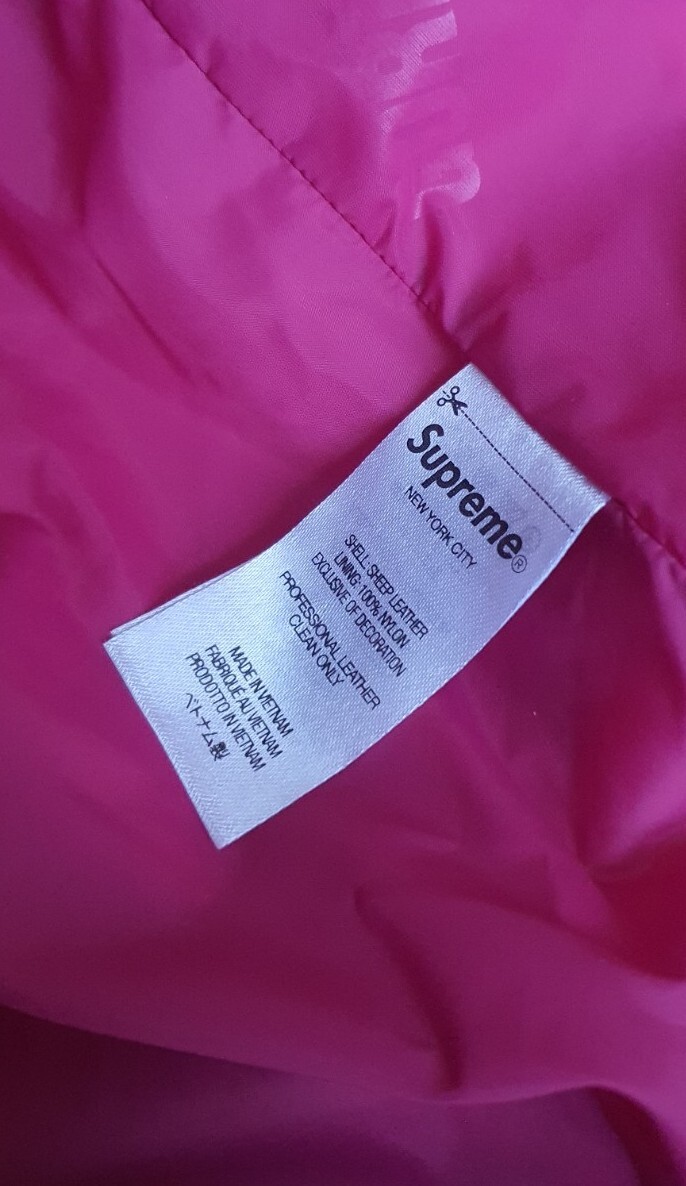 Supreme®
NEW YORK CITY
SHELL: SHEEP LEATHER
LINING: 100% NYLON
EXCLUSIVE OF DECORATION
PROFESSIONAL LEATHER
CLEAN ONLY
MADE IN VIETNAM
FABRIQUÉ AU VIETNAM
PRODOTTO IN VIETNAM
ベトナム製